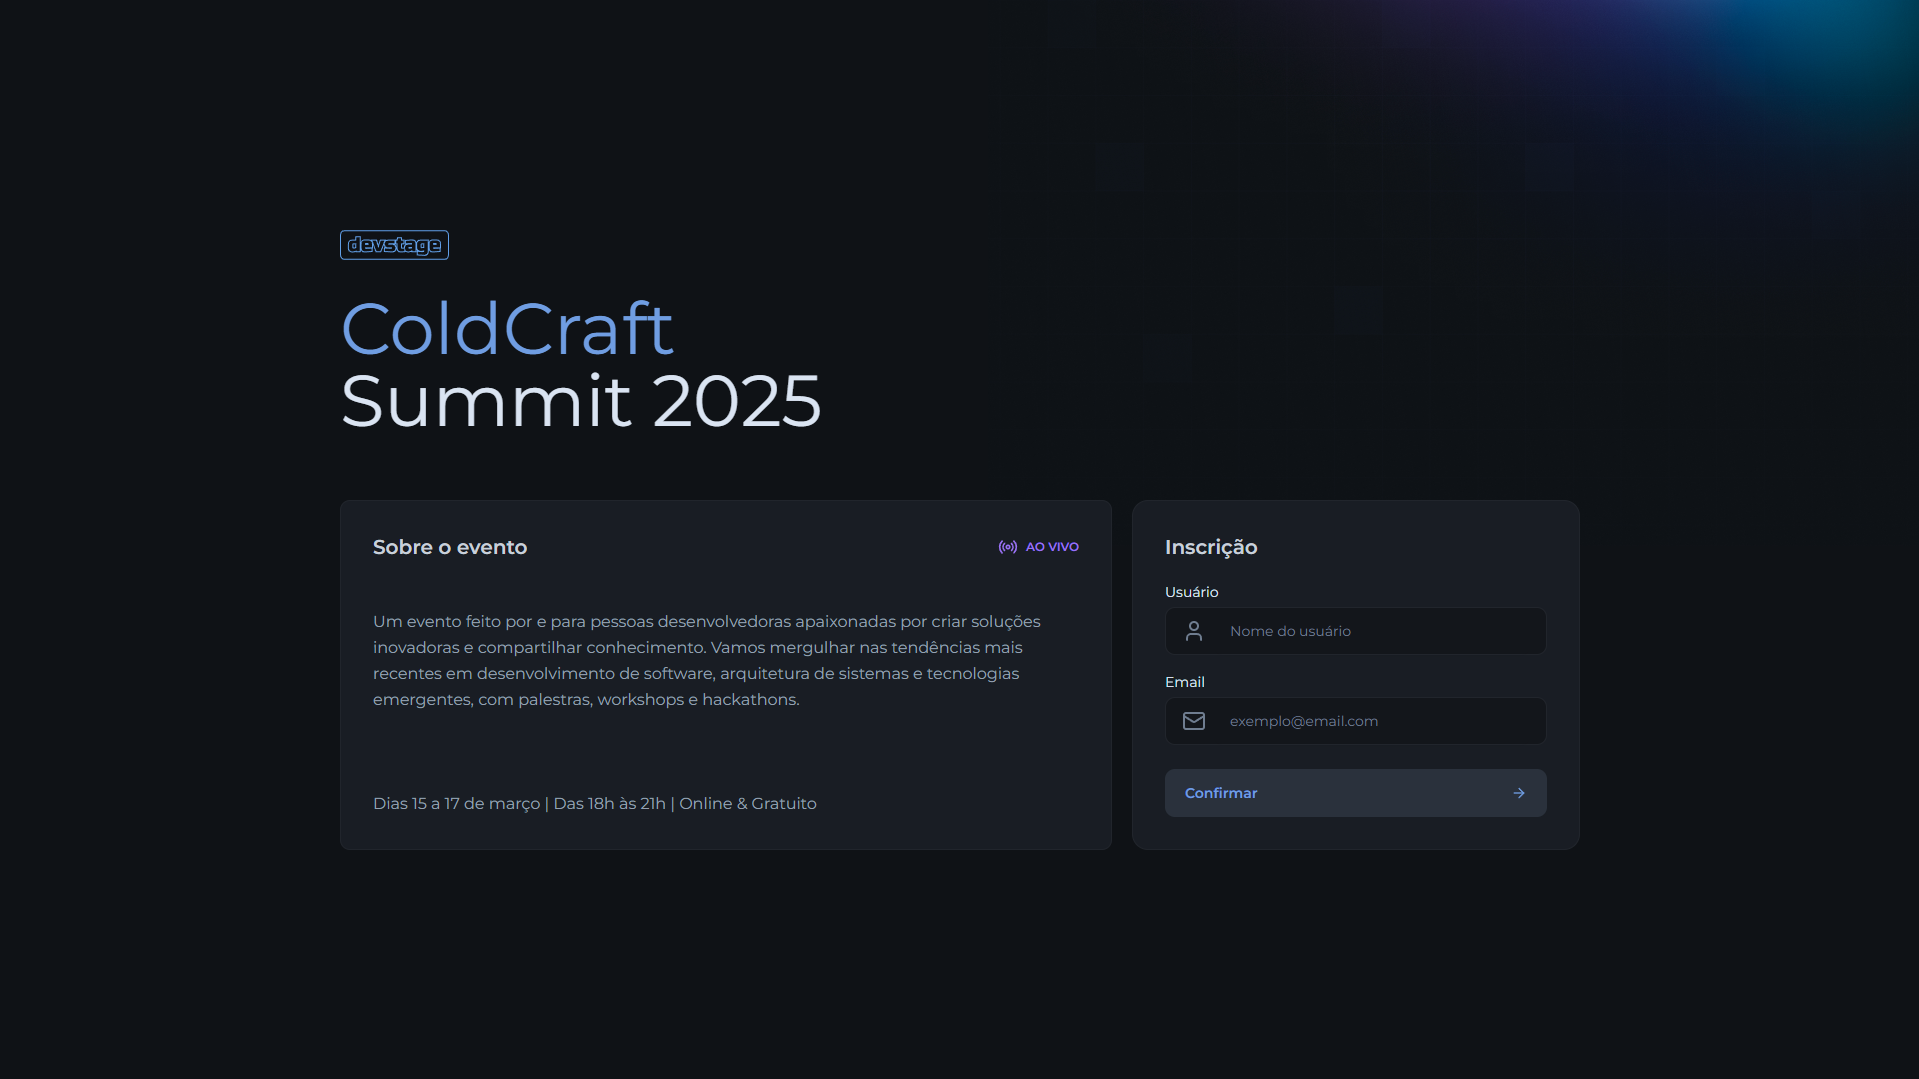 devstage
ColdCraft
Summit 2025
Sobre o evento
AO VIVO
Um evento feito por e para pessoas desenvolvedoras apaixonadas por criar soluções
inovadoras e compartilhar conhecimento. Vamos mergulhar nas tendências mais
recentes em desenvolvimento de software, arquitetura de sistemas e tecnologias
emergentes, com palestras, workshops e hackathons.
Dias 15 a 17 de março | Das 18h às 21h | Online & Gratuito
Inscrição
Usuário
Nome do usuário
Email
exemplo@email.com
Confirmar